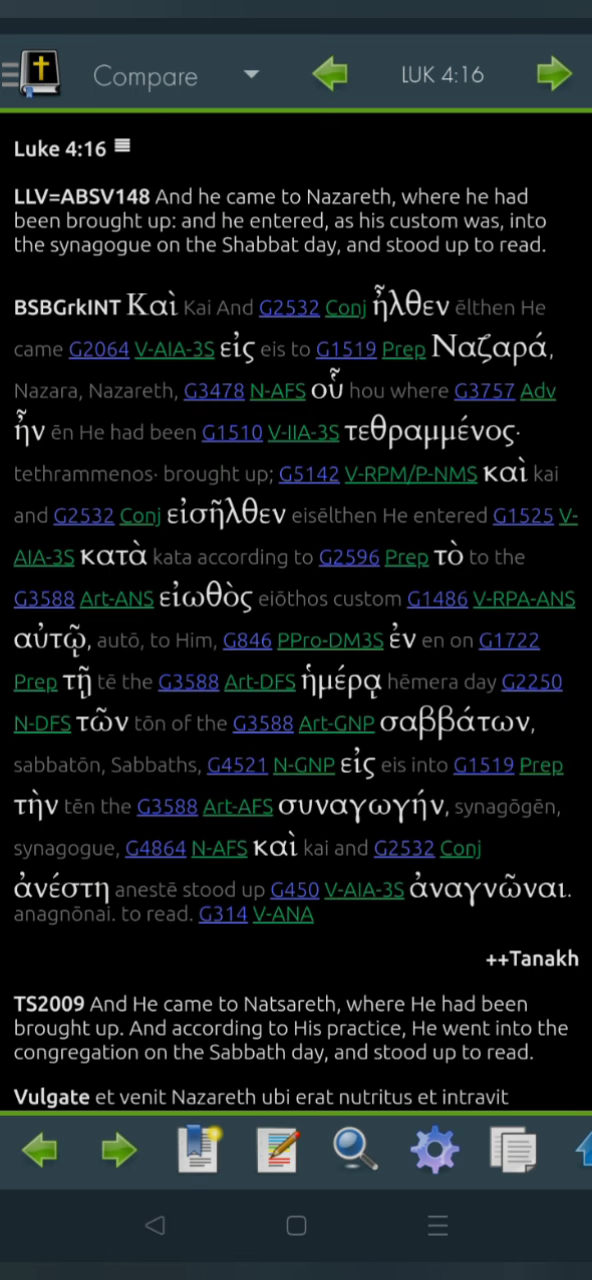 Compare
LUK 4:16
Luke 4:16
LLV=ABSV148 And he came to Nazareth, where he had
been brought up: and he entered, as his custom was, into
the synagogue on the Shabbat day, and stood up to read.
BSBGrkINT Καὶ Kai And G2532 Conj ἦλθεν ēlthen He
came G2064 V-AIA-3S εἰς eis to G1519 Prep Ναζαρά,
Nazara, Nazareth, G3478 N-AFS οὗ hou where G3757 Adv
ἦν ēn He had been G1510 V-IIA-3S τεθραμμένος·
tethrammenos· brought up; G5142 V-RPM/P-NMS καὶ kai
and G2532 Conj εἰσῆλθεν eisēlthen He entered G1525 V-
AIA-3S κατὰ kata according to G2596 Prep τὸ to the
G3588 Art-ANS εἰωθὸς eiōthos custom G1486 V-RPA-ANS
αὐτῷ, autō, to Him, G846 PPro-DM3S ἐν en on G1722
Prep τῇ tē the G3588 Art-DFS ἡμέρᾳ hēmera day G2250
N-DFS τῶν tōn of the G3588 Art-GNP σαββάτων,
sabbatōn, Sabbaths, G4521 N-GNP εἰς eis into G1519 Prep
τὴν tēn the G3588 Art-AFS συναγωγήν, synagōgēn,
synagogue, G4864 N-AFS καὶ kai and G2532 Conj
ἀνέστη anestē stood up G450 V-AIA-3S ἀναγνῶναι.
anagnōnai. to read. G314 V-ANA
++Tanakh
TS2009 And He came to Natsareth, where He had been
brought up. And according to His practice, He went into the
congregation on the Sabbath day, and stood up to read.
Vulgate et venit Nazareth ubi erat nutritus et intravit